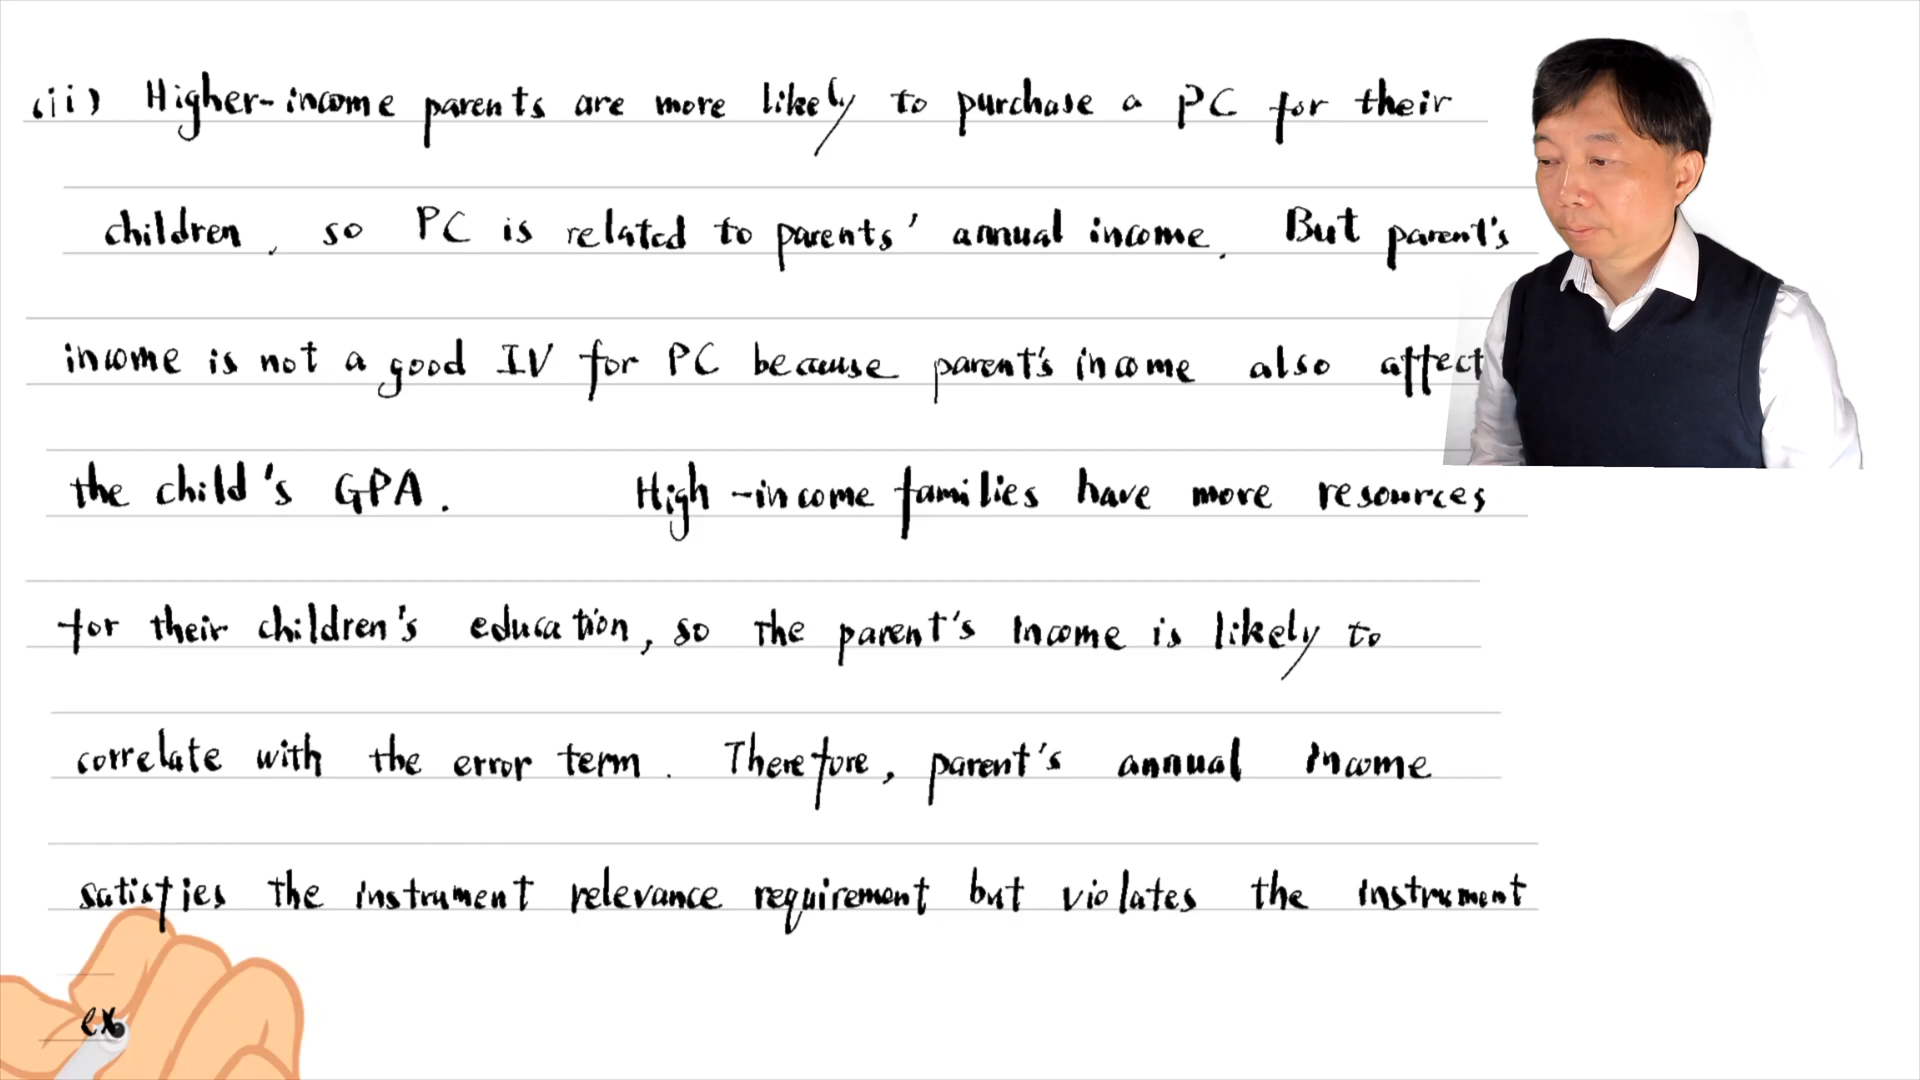 (ii) Higher-income parents are more likely to purchase a PC for their
children, so PC is related to parents' annual income. But parent's
income is not a good IV for PC because parent's income also affect
the child's GPA. High-income families have more resources
for their children's education, so the parent's income is likely to
correlate with the error term. Therefore, parent's annual income
satisfies the instrument relevance requirement but violates the instrument
ex